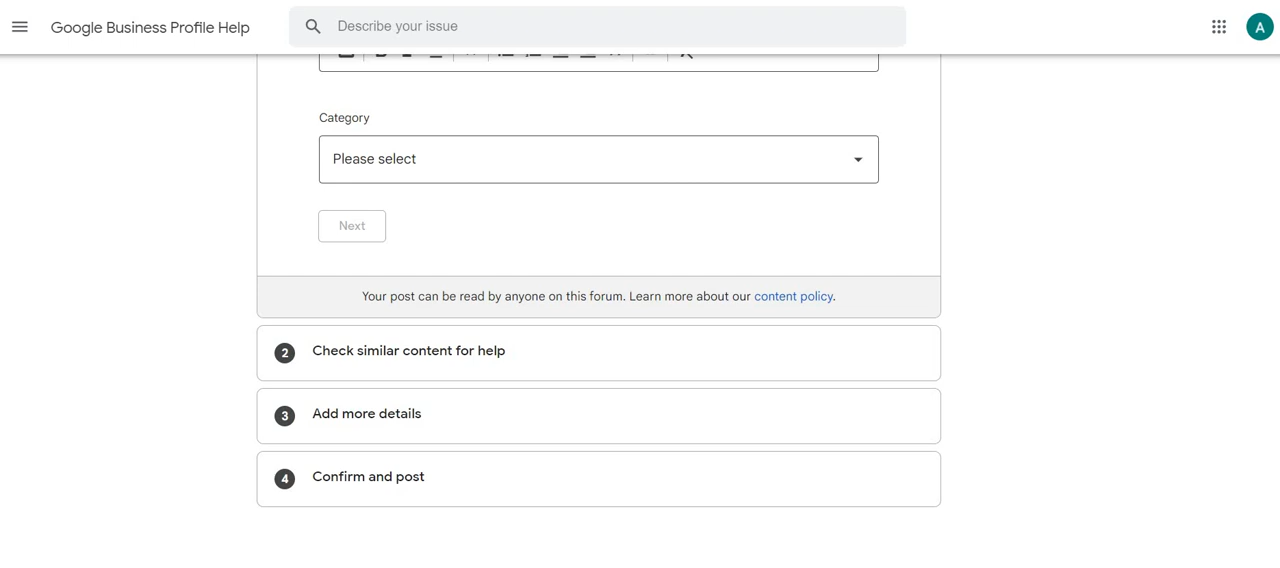 Google Business Profile Help
Describe your issue
A
Category
Please select
Next
Your post can be read by anyone on this forum. Learn more about our content policy.
2 Check similar content for help
3 Add more details
4 Confirm and post